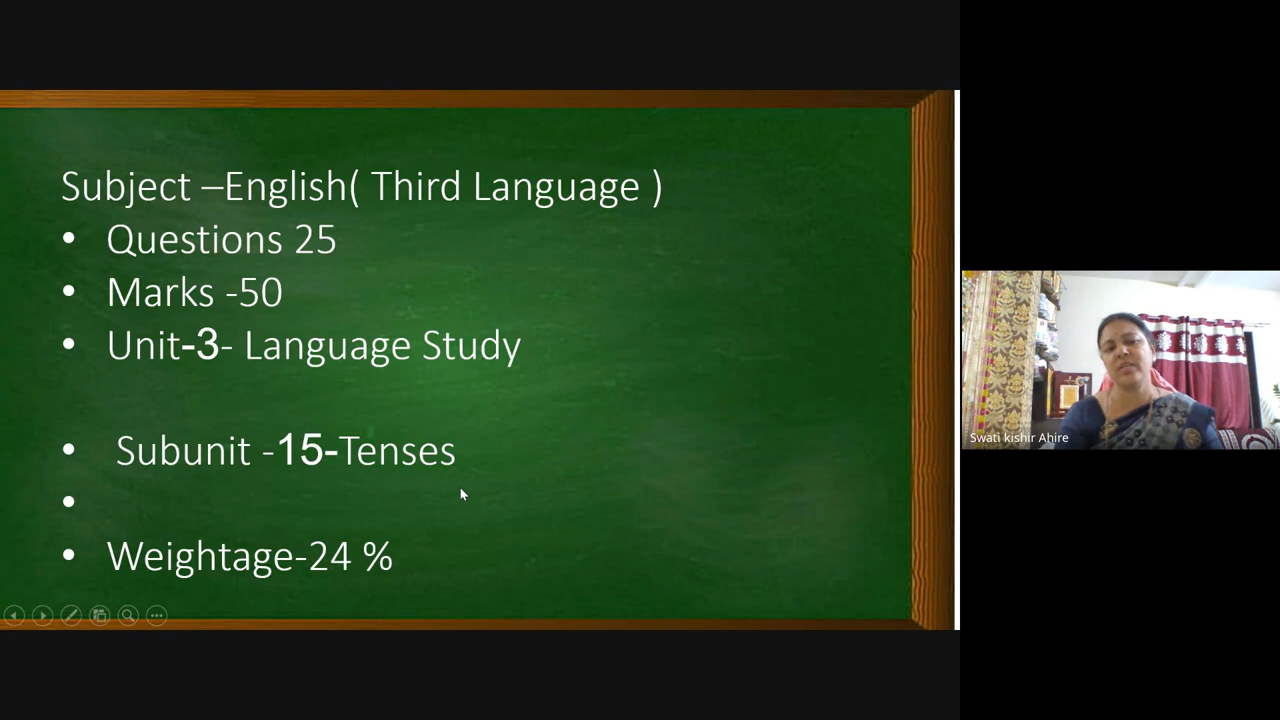 Subject –English( Third Language )
• Questions 25
• Marks -50
• Unit-3- Language Study
• Subunit -15-Tenses
•
• Weightage-24 %
Swati kishir Ahire